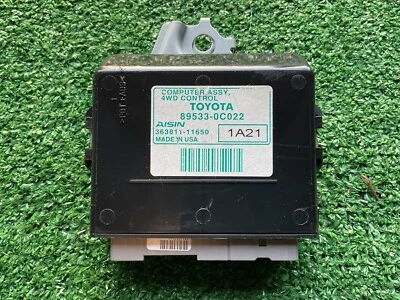 COMPUTER ASSY,
4WD CONTROL
TOYOTA
89533-0C022
AISIN
363811-11650
MADE IN USA
1A21